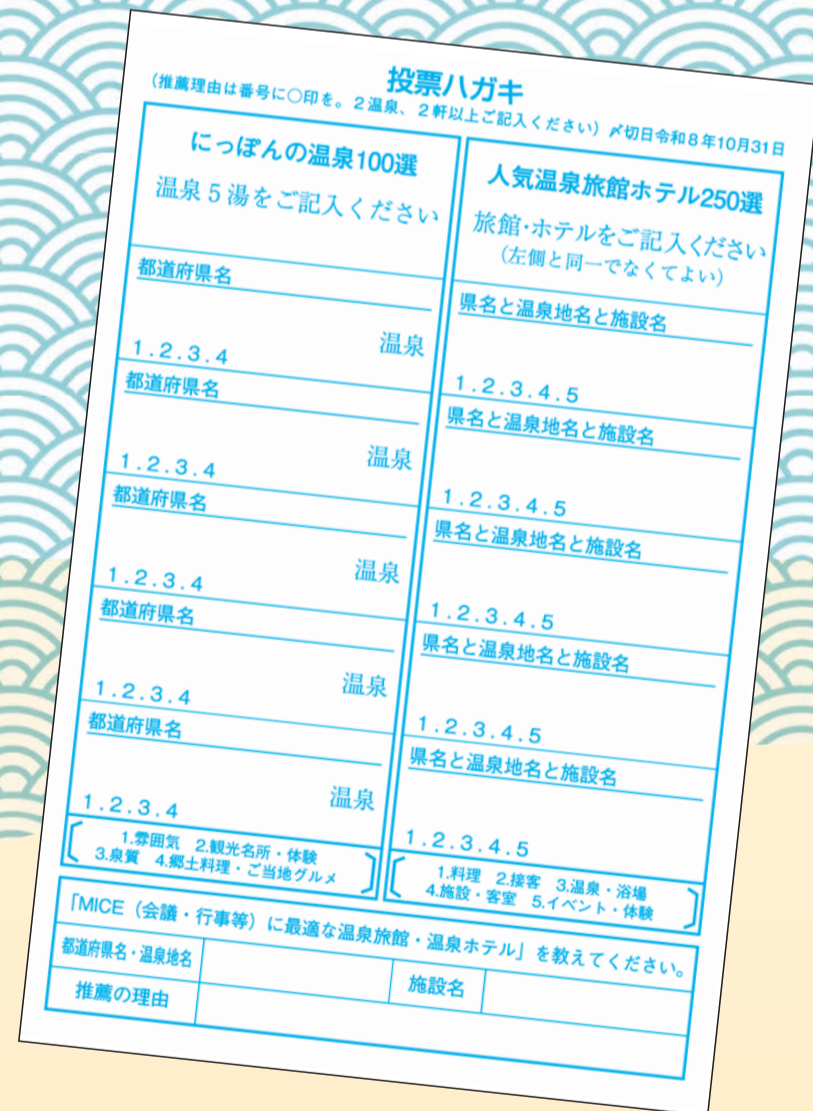 投票ハガキ
（推薦理由は番号に○印を。２温泉、２軒以上ご記入ください）〆切日令和８年10月31日
にっぽんの温泉100選
温泉５湯をご記入ください
都道府県名
温泉
1.2.3.4
都道府県名
温泉
1.2.3.4
都道府県名
温泉
1.2.3.4
都道府県名
温泉
1.2.3.4
都道府県名
温泉
1.2.3.4
1.雰囲気　2.観光名所・体験
3.泉質　4.郷土料理・ご当地グルメ
人気温泉旅館ホテル250選
旅館・ホテルをご記入ください
（左側と同一でなくてよい）
県名と温泉地名と施設名
1.2.3.4.5
県名と温泉地名と施設名
1.2.3.4.5
県名と温泉地名と施設名
1.2.3.4.5
県名と温泉地名と施設名
1.2.3.4.5
県名と温泉地名と施設名
1.2.3.4.5
1.料理　2.接客　3.温泉・浴場
4.施設・客室　5.イベント・体験
「MICE（会議・行事等）に最適な温泉旅館・温泉ホテル」を教えてください。
都道府県名・温泉地名
施設名
推薦の理由